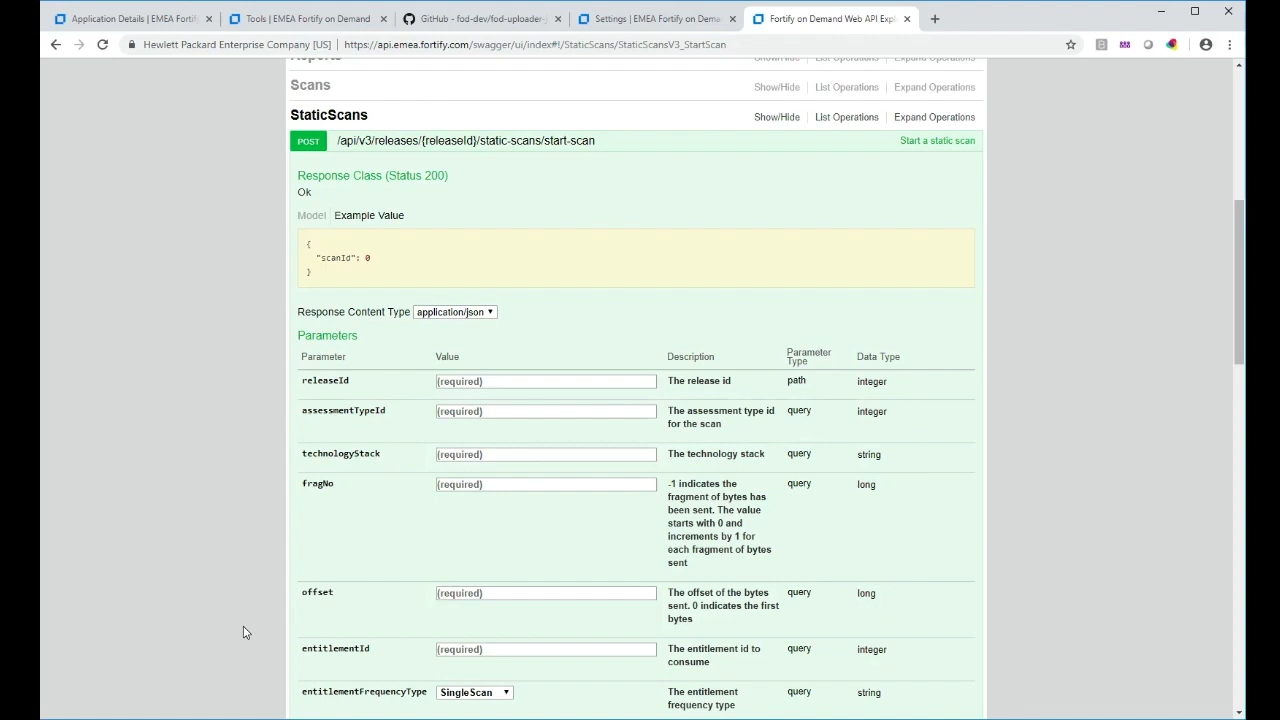 Application Details | EMEA Fortify
Tools | EMEA Fortify on Demand
GitHub - fod-dev/fod-uploader-j
Settings | EMEA Fortify on Dema
Fortify on Demand Web API Expl
Hewlett Packard Enterprise Company [US] | https://api.emea.fortify.com/swagger/ui/index#!/StaticScans/StaticScansV3_StartScan
Reports Show/Hide List Operations Expand Operations
Scans Show/Hide List Operations Expand Operations
StaticScans Show/Hide List Operations Expand Operations
POST /api/v3/releases/{releaseId}/static-scans/start-scan Start a static scan
Response Class (Status 200)
Ok
Model Example Value
{
"scanId": 0
}
Response Content Type application/json
Parameters
Parameter Value Description Parameter Type Data Type
releaseId (required) The release id path integer
assessmentTypeId (required) The assessment type id query integer
for the scan
technologyStack (required) The technology stack query string
fragNo (required) -1 indicates the query long
fragment of bytes has
been sent. The value
starts with 0 and
increments by 1 for
each fragment of bytes
sent
offset (required) The offset of the bytes query long
sent. 0 indicates the first
bytes
entitlementId (required) The entitlement id to query integer
consume
entitlementFrequencyType SingleScan The entitlement query string
frequency type